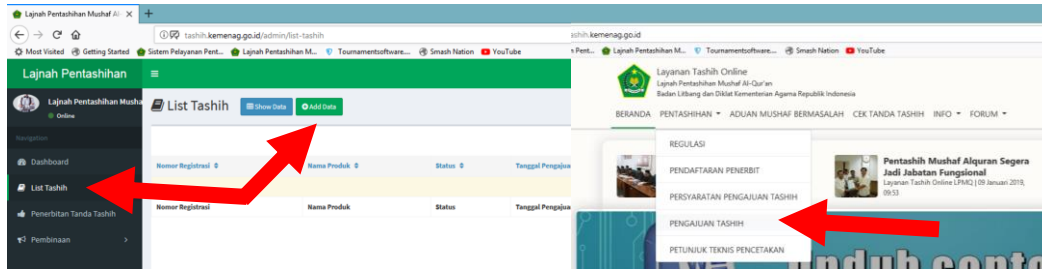 Lajnah Pentashihan Mushaf Al-
tashih.kemenag.go.id/admin/list-tashih
Most Visited Getting Started Sistem Pelayanan Pent... Lajnah Pentashihan M... Tournamentsoftware... Smash Nation YouTube
Lajnah Pentashihan
Lajnah Pentashihan Musha
Online
List Tashih Show Data Add Data
Navigation
Dashboard
List Tashih
Penerbitan Tanda Tashih
Pembinaan
Nomor Registrasi Nama Produk Status Tanggal Pengajua
Nomor Registrasi Nama Produk Status Tanggal Pengajua
ashih.kemenag.go.id
Pent... Lajnah Pentashihan M... Tournamentsoftware... Smash Nation YouTube
Layanan Tashih Online
Lajnah Pentashihan Mushaf Al-Qur'an
Badan Litbang dan Diklat Kementerian Agama Republik Indonesia
BERANDA PENTASHIHAN ADUAN MUSHAF BERMASALAH CEK TANDA TASHIH INFO FORUM
REGULASI
PENDAFTARAN PENERBIT
PERSYARATAN PENGAJUAN TASHIH
PENGAJUAN TASHIH
PETUNJUK TEKNIS PENCETAKAN
Pentashih Mushaf Alquran Segera
Jadi Jabatan Fungsional
Layanan Tashih Online LPMQ | 09 Januari 2019,
09:53